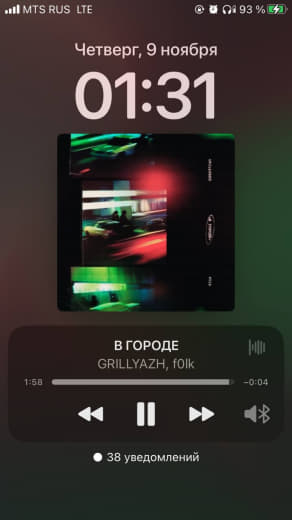 MTS RUS LTE 93 %
Четверг, 9 ноября
01:31
В ГОРОДЕ
GRILLYAZH, f0lk
1:58 −0:04
38 уведомлений